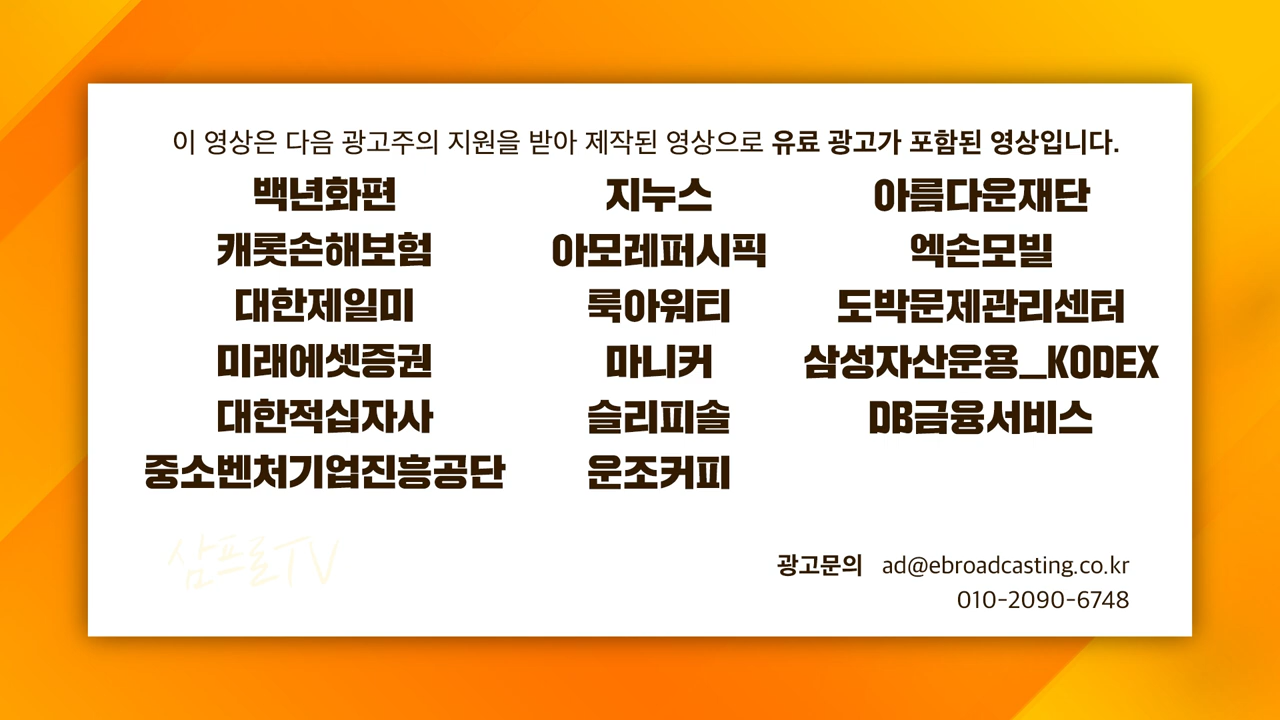 이 영상은 다음 광고주의 지원을 받아 제작된 영상으로 유료 광고가 포함된 영상입니다.
백년화편 지누스 아름다운재단
캐롯손해보험 아모레퍼시픽 엑손모빌
대한제일미 룩아워티 도박문제관리센터
미래에셋증권 마니커 삼성자산운용_KODEX
대한적십자사 슬리피솔 DB금융서비스
중소벤처기업진흥공단 운조커피
삼프로TV
광고문의 ad@ebroadcasting.co.kr
010-2090-6748